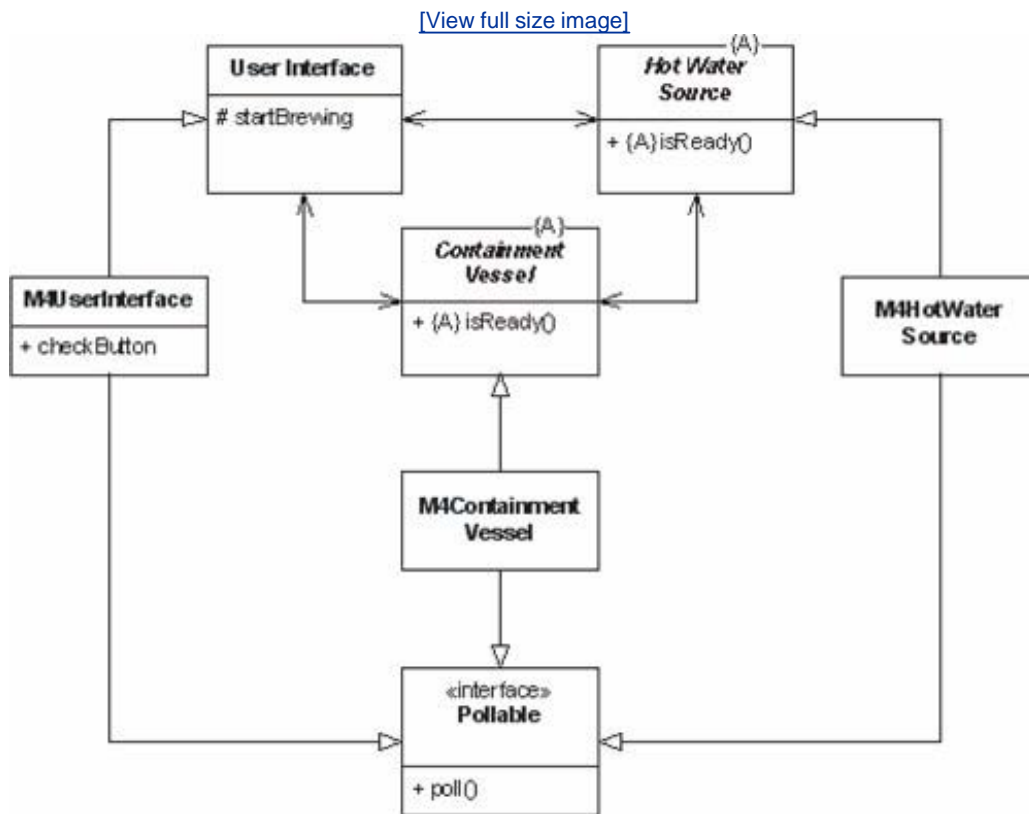 [View full size image]
User Interface
# startBrewing
{A}
Hot Water
Source
+ {A} isReady()
{A}
Containment
Vessel
+ {A} isReady()
M4UserInterface
+ checkButton
M4HotWater
Source
M4Containment
Vessel
«interface»
Pollable
+ poll()